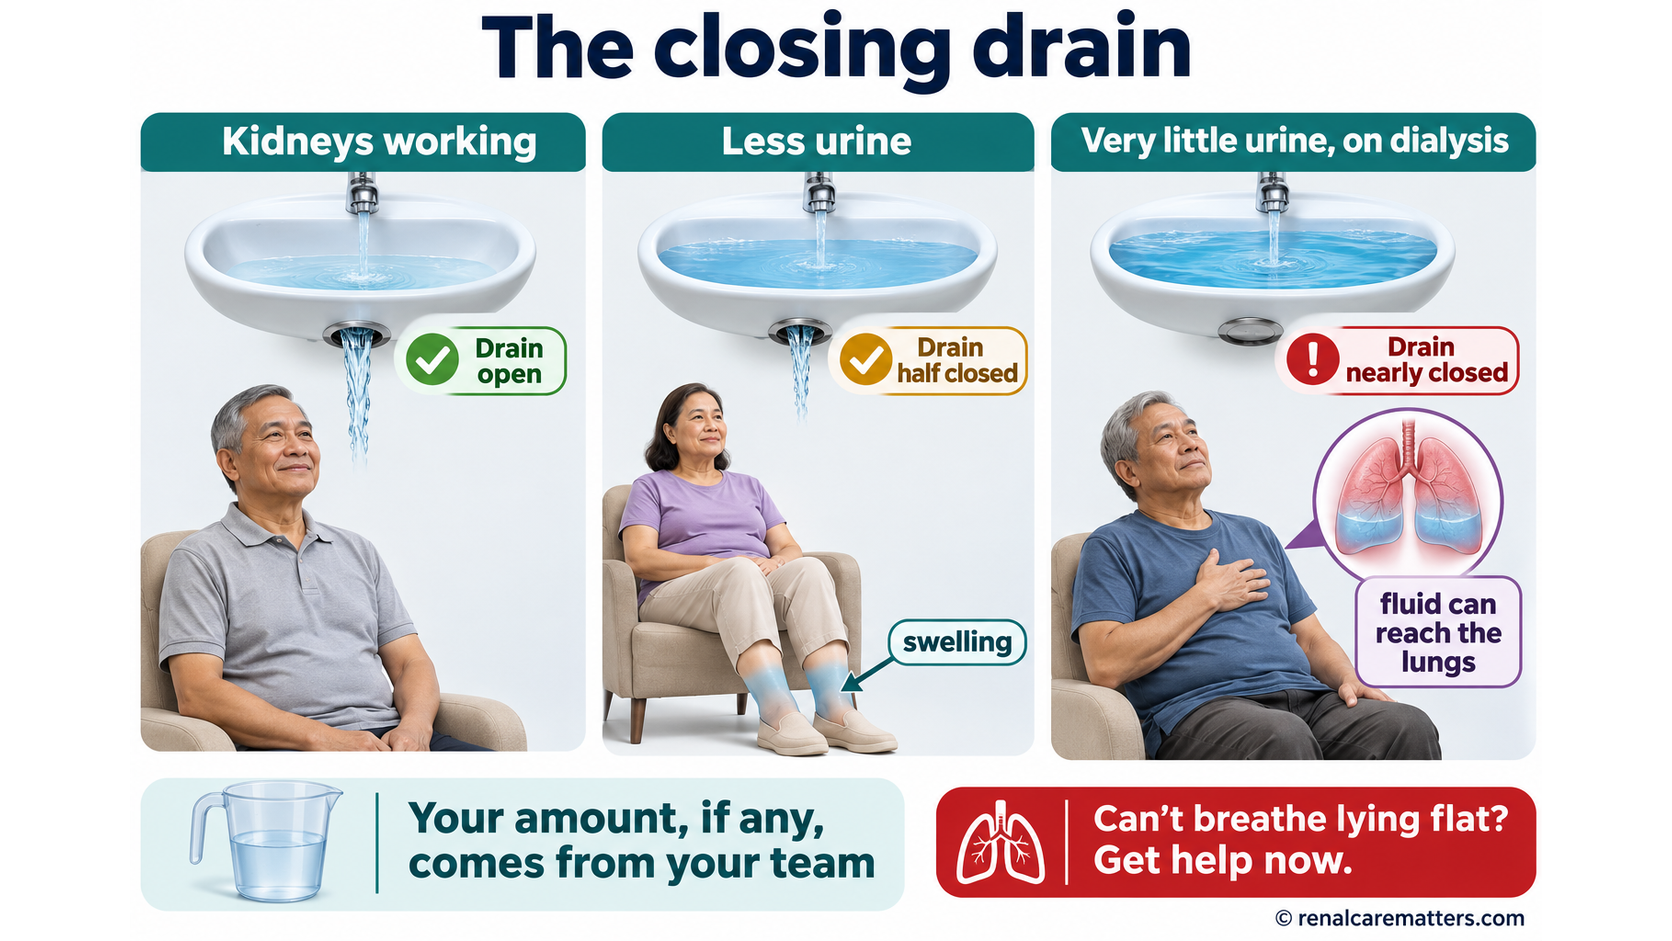 The closing drain
Kidneys working
Less urine
Very little urine, on dialysis
Drain
open
Drain
half closed
Drain
nearly closed
swelling
fluid can
reach the
lungs
Your amount, if any,
comes from your team
Can't breathe lying flat?
Get help now.
© renalcarematters.com